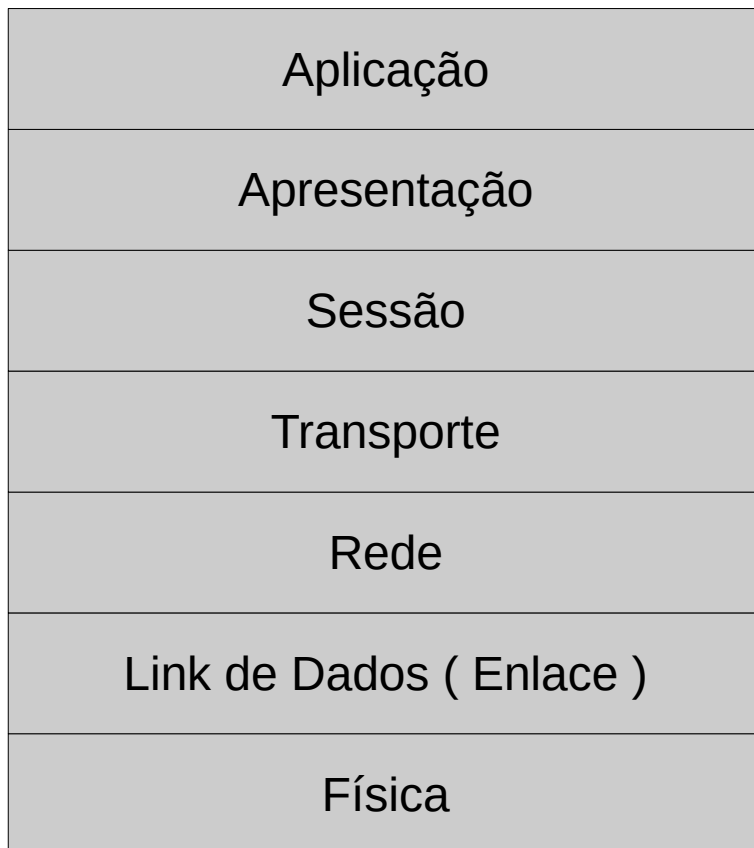 Aplicação
Apresentação
Sessão
Transporte
Rede
Link de Dados ( Enlace )
Física